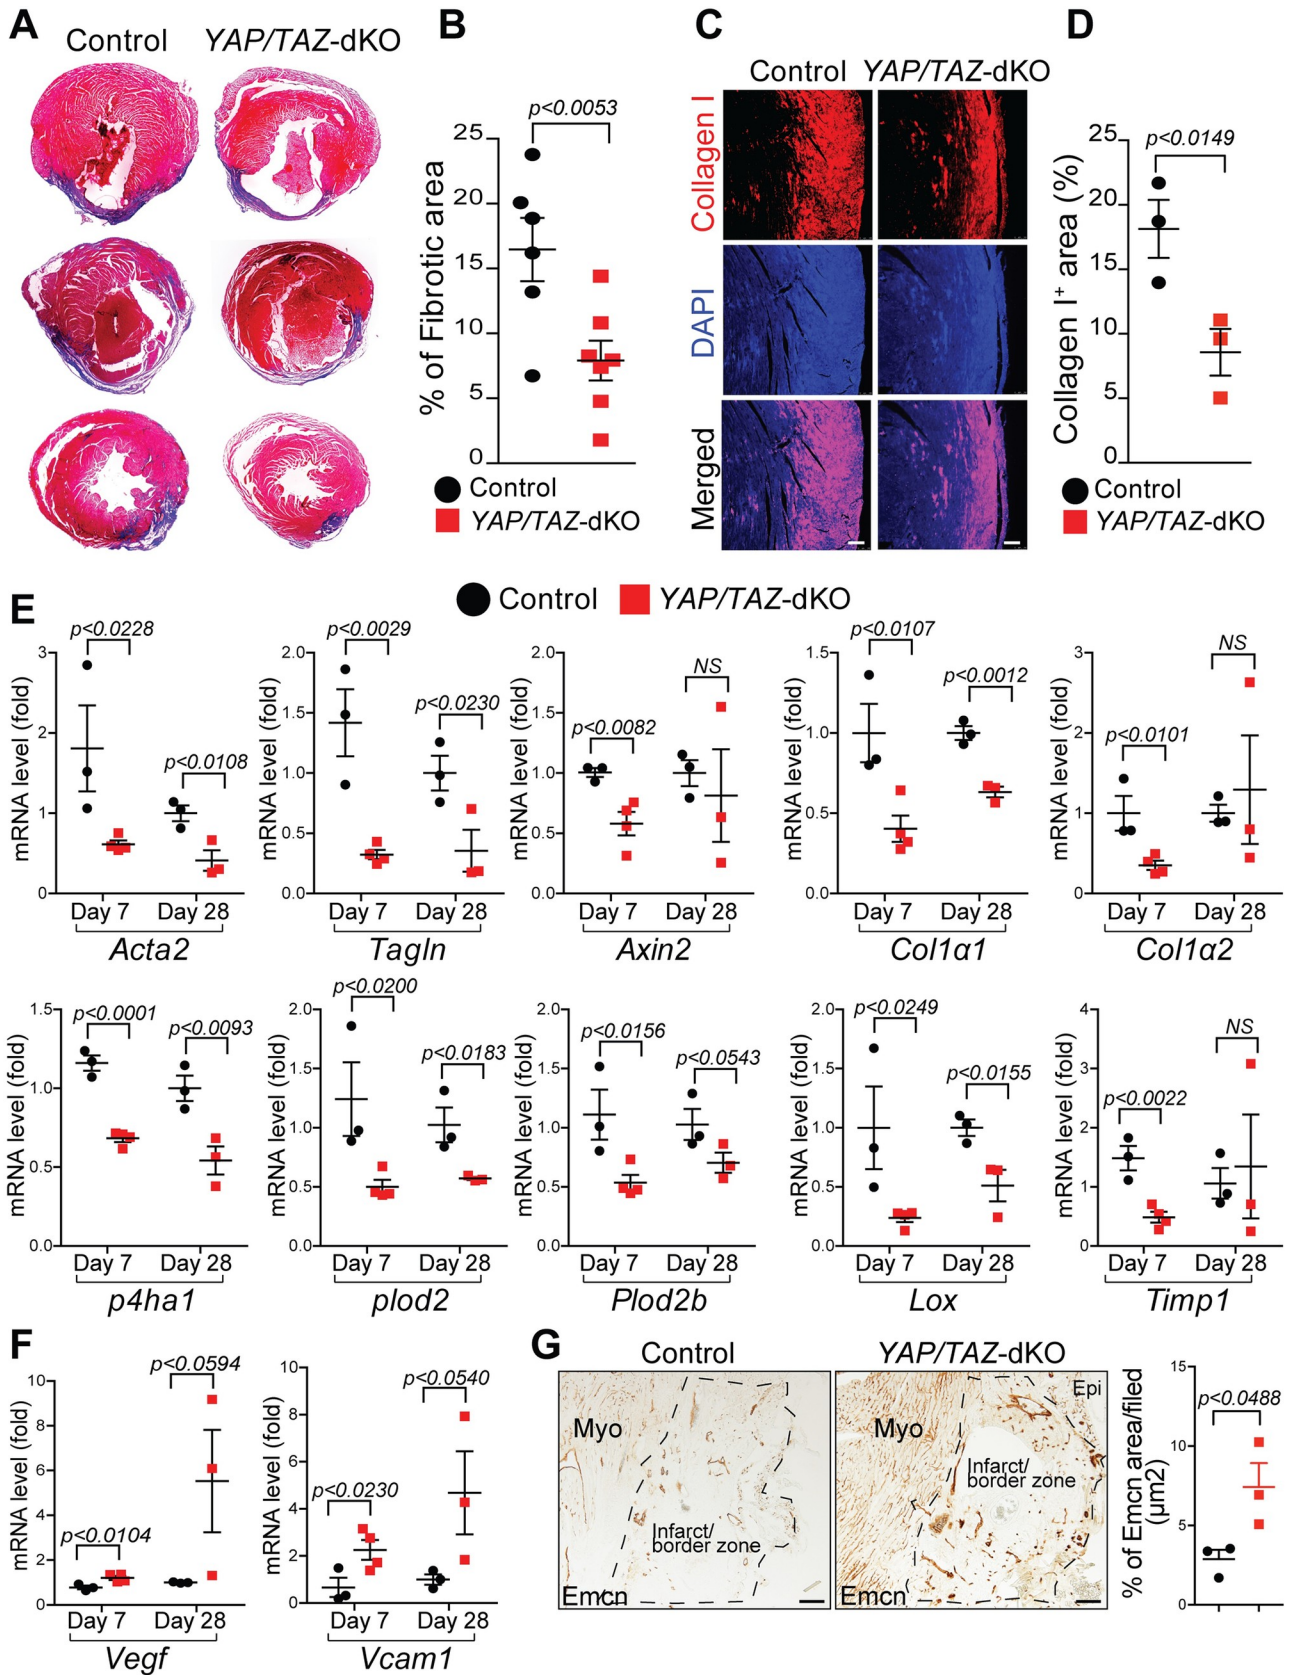 A
Control
YAP/TAZ-dKO
B
p<0.0053
25
20
15
10
5
0
% of Fibrotic area
Control
YAP/TAZ-dKO
C
Control
YAP/TAZ-dKO
Collagen I
DAPI
Merged
D
p<0.0149
25
20
15
10
5
0
Collagen I+ area (%)
Control
YAP/TAZ-dKO
E
Control
YAP/TAZ-dKO
p<0.0228
p<0.0108
3
2
1
0
mRNA level (fold)
Day 7
Day 28
Acta2
p<0.0029
p<0.0230
2.0
1.5
1.0
0.5
0.0
mRNA level (fold)
Day 7
Day 28
Tagln
p<0.0082
NS
2.0
1.5
1.0
0.5
0.0
mRNA level (fold)
Day 7
Day 28
Axin2
p<0.0107
p<0.0012
1.5
1.0
0.5
0.0
mRNA level (fold)
Day 7
Day 28
Col1α1
p<0.0101
NS
3
2
1
0
mRNA level (fold)
Day 7
Day 28
Col1α2
p<0.0001
p<0.0093
1.5
1.0
0.5
0.0
mRNA level (fold)
Day 7
Day 28
p4ha1
p<0.0200
p<0.0183
2.0
1.5
1.0
0.5
0.0
mRNA level (fold)
Day 7
Day 28
plod2
p<0.0156
p<0.0543
2.0
1.5
1.0
0.5
0.0
mRNA level (fold)
Day 7
Day 28
Plod2b
p<0.0249
p<0.0155
2.0
1.5
1.0
0.5
0.0
mRNA level (fold)
Day 7
Day 28
Lox
p<0.0022
NS
4
3
2
1
0
mRNA level (fold)
Day 7
Day 28
Timp1
F
p<0.0104
p<0.0594
10
8
6
4
2
0
mRNA level (fold)
Day 7
Day 28
Vegf
p<0.0230
p<0.0540
10
8
6
4
2
0
mRNA level (fold)
Day 7
Day 28
Vcam1
G
Control
YAP/TAZ-dKO
Myo
Infarct/
border zone
Emcn
Epi
Myo
Infarct/
border zone
Emcn
p<0.0488
15
10
5
0
% of Emcn area/filed
(µm2)